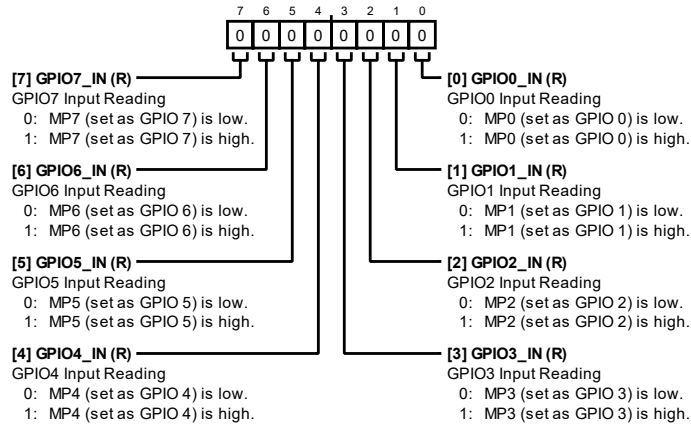 7 6 5 4 3 2 1 0
0 0 0 0 0 0 0 0
[7] GPIO7_IN (R)
GPIO7 Input Reading
0: MP7 (set as GPIO 7) is low.
1: MP7 (set as GPIO 7) is high.
[6] GPIO6_IN (R)
GPIO6 Input Reading
0: MP6 (set as GPIO 6) is low.
1: MP6 (set as GPIO 6) is high.
[5] GPIO5_IN (R)
GPIO5 Input Reading
0: MP5 (set as GPIO 5) is low.
1: MP5 (set as GPIO 5) is high.
[4] GPIO4_IN (R)
GPIO4 Input Reading
0: MP4 (set as GPIO 4) is low.
1: MP4 (set as GPIO 4) is high.
[0] GPIO0_IN (R)
GPIO0 Input Reading
0: MP0 (set as GPIO 0) is low.
1: MP0 (set as GPIO 0) is high.
[1] GPIO1_IN (R)
GPIO1 Input Reading
0: MP1 (set as GPIO 1) is low.
1: MP1 (set as GPIO 1) is high.
[2] GPIO2_IN (R)
GPIO2 Input Reading
0: MP2 (set as GPIO 2) is low.
1: MP2 (set as GPIO 2) is high.
[3] GPIO3_IN (R)
GPIO3 Input Reading
0: MP3 (set as GPIO 3) is low.
1: MP3 (set as GPIO 3) is high.